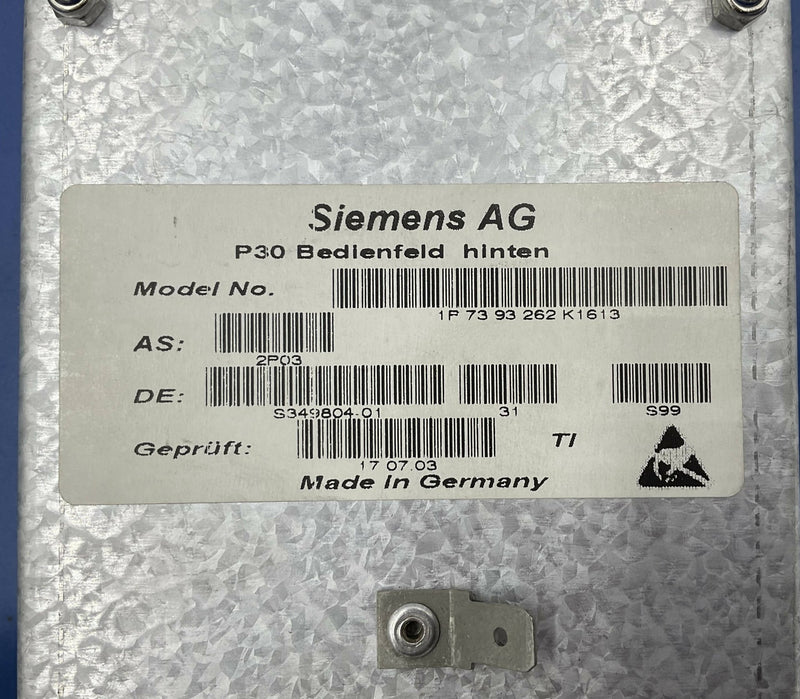 Siemens AG
P30 Bedienfeld hinten
Model No.
1P 73 93 262 K1613
AS:
2P03
DE:
S349804-01 31 S99
Geprüft: TI
17 07.03
Made in Germany